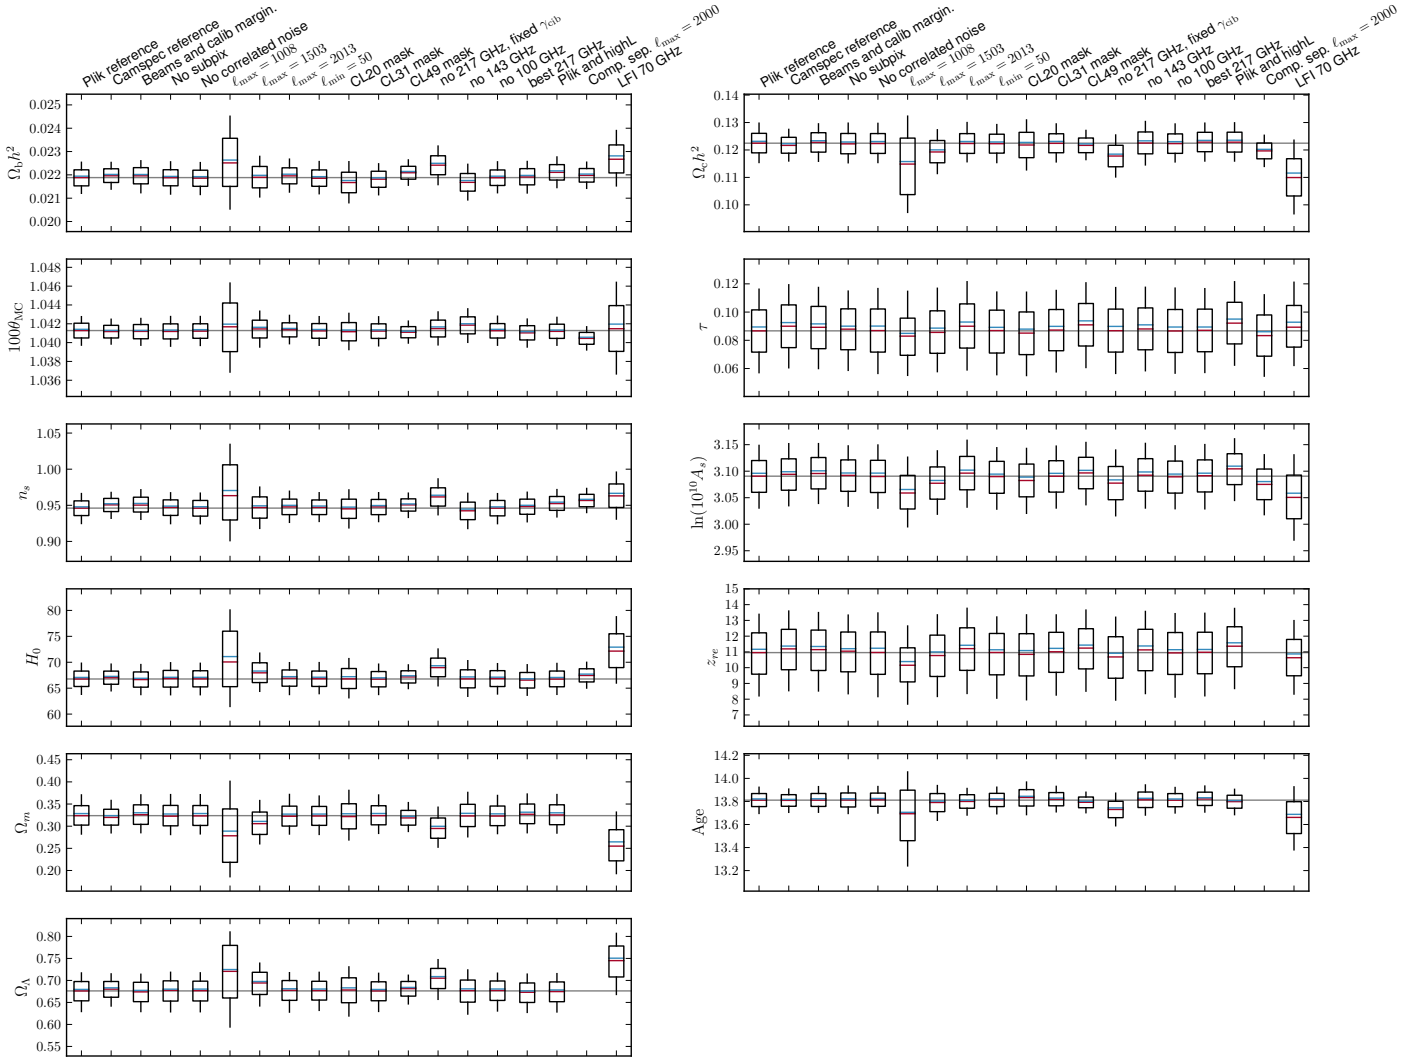 Plik reference
Camspec reference
Beams and calib margin.
No subpix
No correlated noise
ℓmax = 1008
ℓmax = 1503
ℓmax = 2013
ℓmin = 50
CL20 mask
CL31 mask
CL49 mask
no 217 GHz, fixed γcib
no 143 GHz
no 100 GHz
best 217 GHz
Plik and highL
Comp. sep. ℓmax = 2000
LFI 70 GHz
Plik reference
Camspec reference
Beams and calib margin.
No subpix
No correlated noise
ℓmax = 1008
ℓmax = 1503
ℓmax = 2013
ℓmin = 50
CL20 mask
CL31 mask
CL49 mask
no 217 GHz, fixed γcib
no 143 GHz
no 100 GHz
best 217 GHz
Plik and highL
Comp. sep. ℓmax = 2000
LFI 70 GHz
Ωbh²
0.025
0.024
0.023
0.022
0.021
0.020
Ωch²
0.14
0.13
0.12
0.11
0.10
100θMC
1.048
1.044
1.042
1.040
1.038
1.036
τ
0.12
0.10
0.08
0.06
ns
1.05
1.00
0.95
0.90
ln(10¹⁰As)
3.15
3.10
3.05
3.00
2.95
H0
80
75
70
65
60
zre
15
14
13
12
11
10
9
8
7
Ωm
0.45
0.40
0.35
0.30
0.25
0.20
Age
14.2
14.0
13.8
13.6
13.4
13.2
ΩΛ
0.80
0.75
0.70
0.65
0.60
0.55